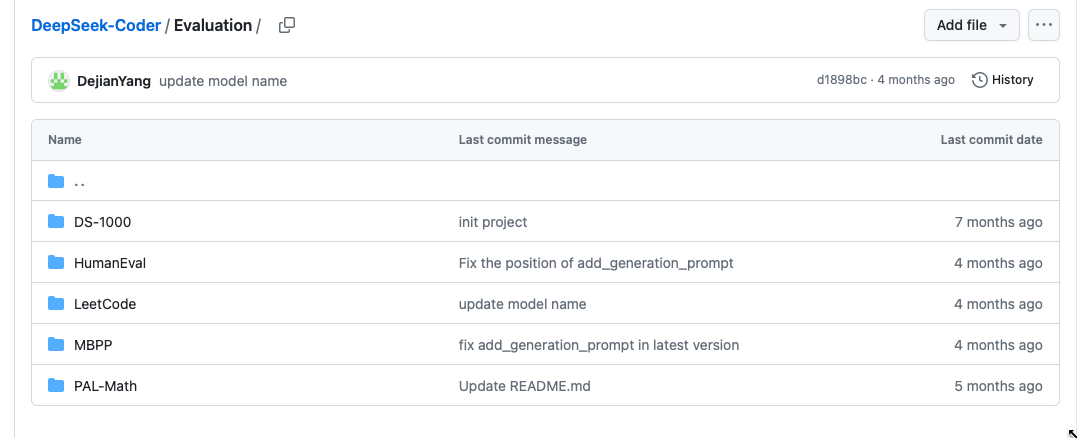 DeepSeek-Coder / Evaluation /
Add file
···
DejianYang update model name
d1898bc · 4 months ago
History
Name Last commit message Last commit date
..
DS-1000 init project 7 months ago
HumanEval Fix the position of add_generation_prompt 4 months ago
LeetCode update model name 4 months ago
MBPP fix add_generation_prompt in latest version 4 months ago
PAL-Math Update README.md 5 months ago